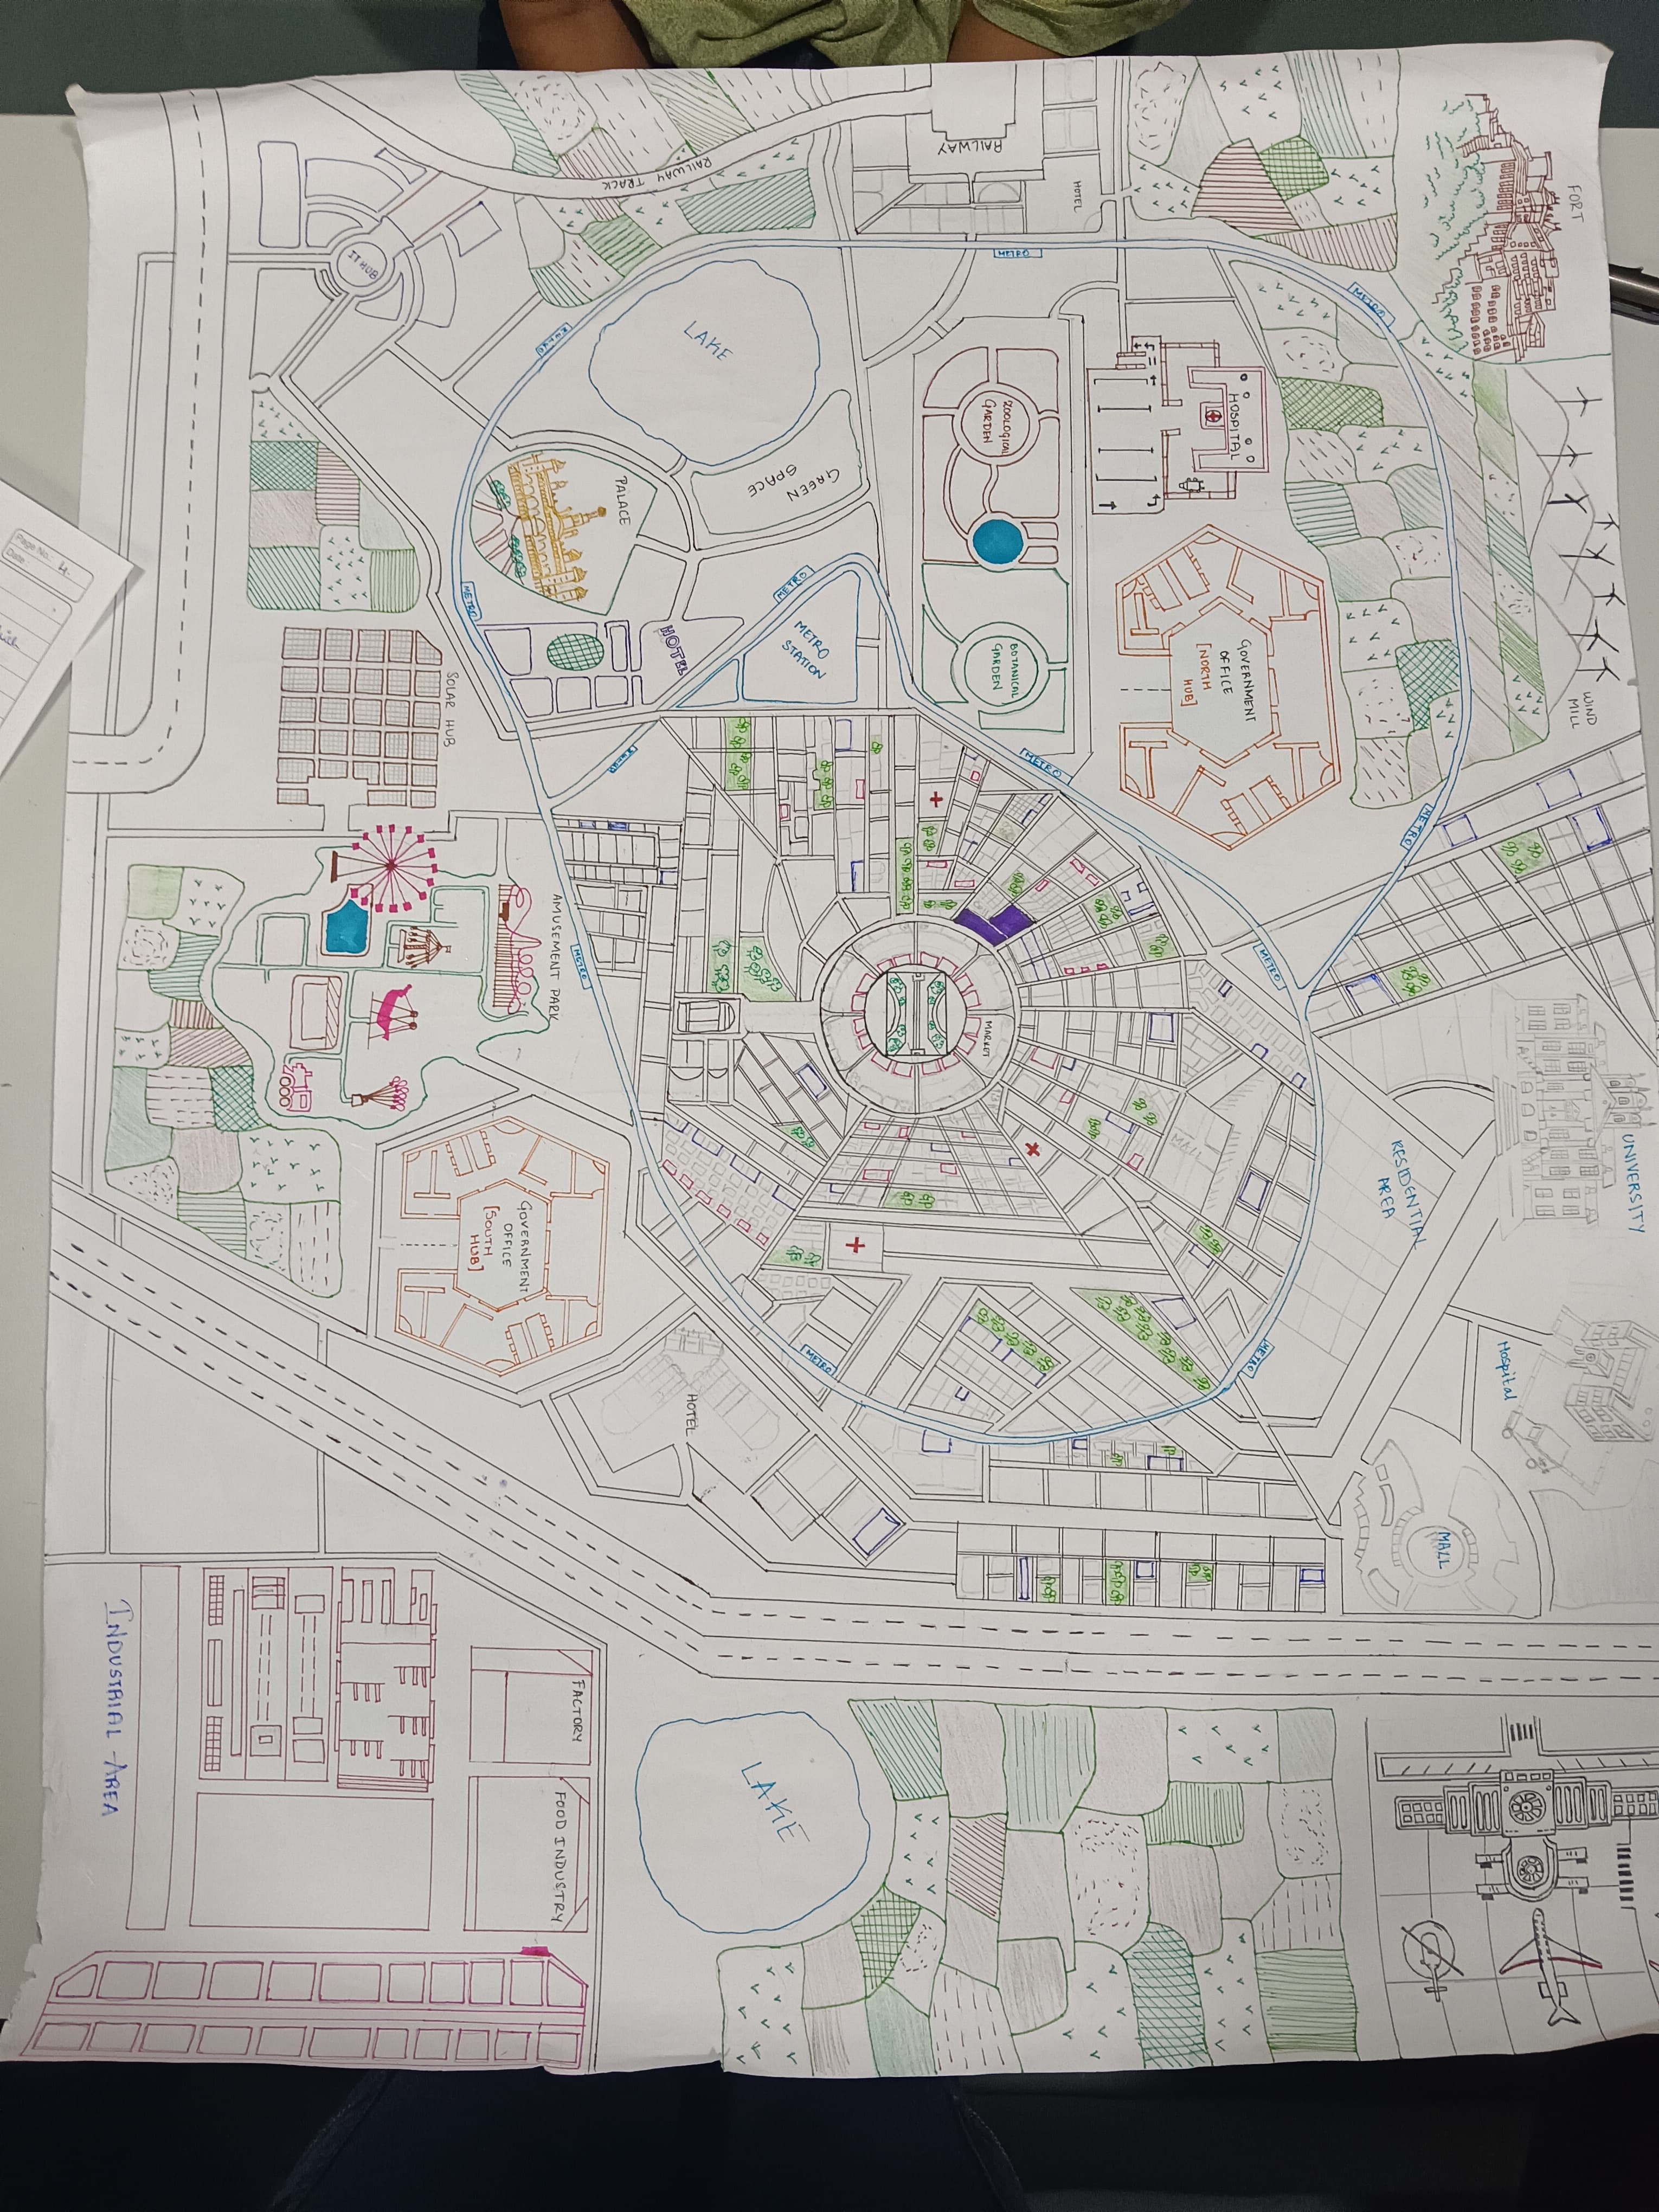 UNIVERSITY
FORT
WIND
MILL
Hospital
MALL
METRO
RESIDENTIAL
AREA
METRO
METRO
METRO
HOSPITAL
GOVERNMENT
OFFICE
[NORTH
HUB]
MALL
HOTEL
METRO
METRO
ZOOLOGICAL
GARDEN
BOTANICAL
GARDEN
RAILWAY
MARKET
METRO
STATION
GREEN
SPACE
METRO
METRO
LAKE
LAKE
HOTEL
HOTEL
RAILWAY TRACK
PALACE
METRO
METRO
METRO
AMUSEMENT PARK
FACTORY
FOOD INDUSTRY
GOVERNMENT
OFFICE
[SOUTH
HUB]
METRO
SOLAR HUB
IT HUB
INDUSTRIAL AREA
Page No.: 4
Date